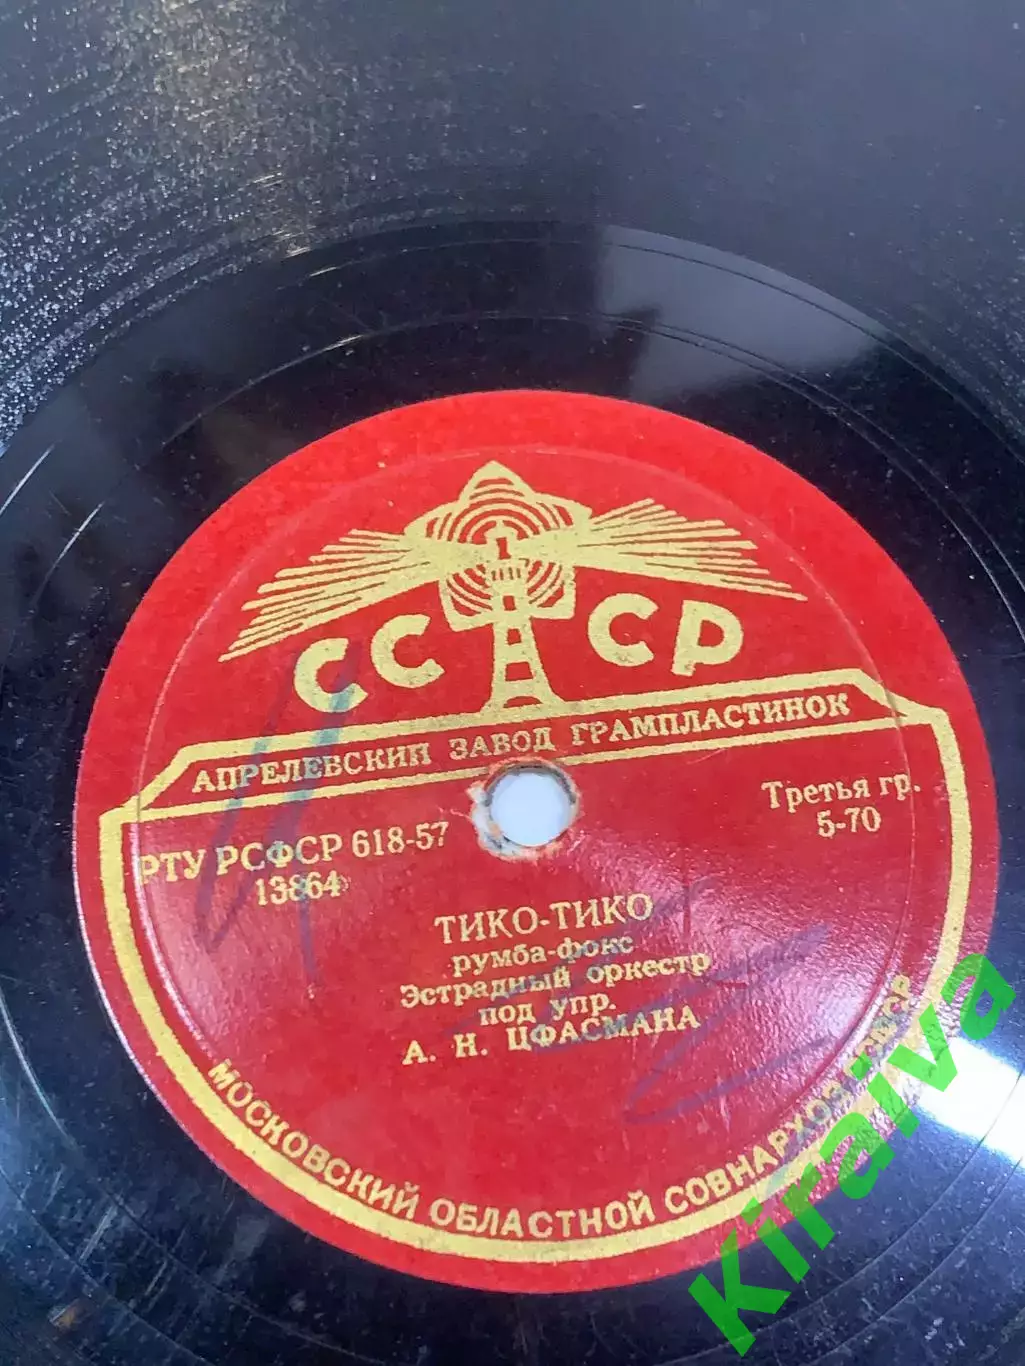 СССР
АПРЕЛЕВСКИЙ ЗАВОД ГРАМПЛАСТИНОК
РТУ РСФСР 618-57
13864
Третья гр.
5-70
ТИКО-ТИКО
румба-фокс
Эстрадный оркестр
под упр.
А. Н. ЦФАСМАНА
МОСКОВСКИЙ ОБЛАСТНОЙ СОВНАРХОЗ РСФСР
kiraiva